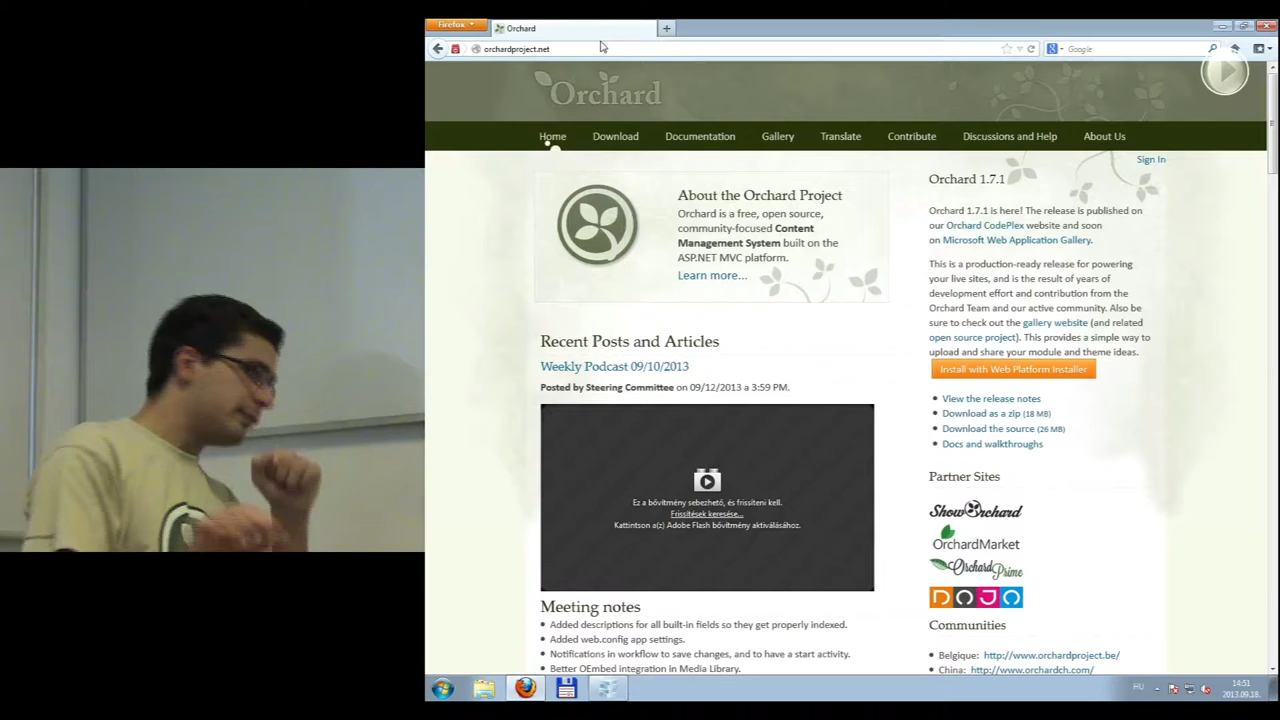 Firefox
Orchard
orchardproject.net
Google
Orchard
Home Download Documentation Gallery Translate Contribute Discussions and Help About Us
Sign In
About the Orchard Project
Orchard is a free, open source,
community-focused Content
Management System built on the
ASP.NET MVC platform.
Learn more...
Recent Posts and Articles
Weekly Podcast 09/10/2013
Posted by Steering Committee on 09/12/2013 a 3:59 PM.
Ez a bővítmény sebezhető, és frissíteni kell.
Frissítések keresése...
Kattintson a(z) Adobe Flash bővítmény aktiválásához.
Meeting notes
Added descriptions for all built-in fields so they get properly indexed.
Added web.config app settings.
Notifications in workflow to save changes, and to have a start activity.
Better OEmbed integration in Media Library.
Orchard 1.7.1
Orchard 1.7.1 is here! The release is published on
our Orchard CodePlex website and soon
on Microsoft Web Application Gallery.
This is a production-ready release for powering
your live sites, and is the result of years of
development effort and contribution from the
Orchard Team and our active community. Also be
sure to check out the gallery website (and related
open source project). This provides a simple way to
upload and share your module and theme ideas.
Install with Web Platform Installer
View the release notes
Download as a zip (18 MB)
Download the source (26 MB)
Docs and walkthroughs
Partner Sites
ShowOrchard
OrchardMarket
OrchardPrime
DOJO
Communities
Belgique: http://www.orchardproject.be/
China: http://www.orchardch.com/
HU
14:51
2013.09.18.